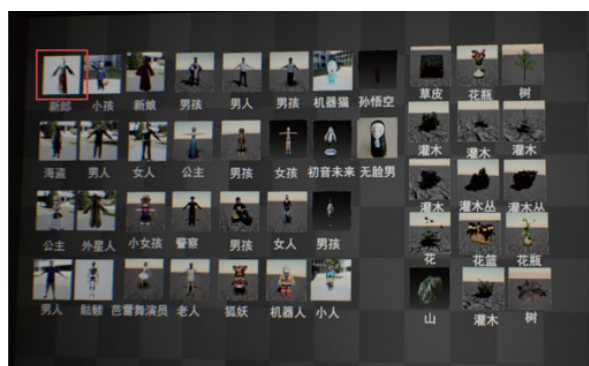 新郎 小孩 新娘 男孩 男人 男孩 机器猫 孙悟空 草皮 花瓶 树
灌木 灌木 灌木
海盗 男人 女人 公主 男孩 女孩 初音未来 无脸男
灌木 灌木丛 灌木丛
公主 外星人 小女孩 警察 男孩 女人 男孩 花 花篮 花瓶
男人 骷髅 芭蕾舞演员 老人 狐妖 机器人 小人 山 灌木 树